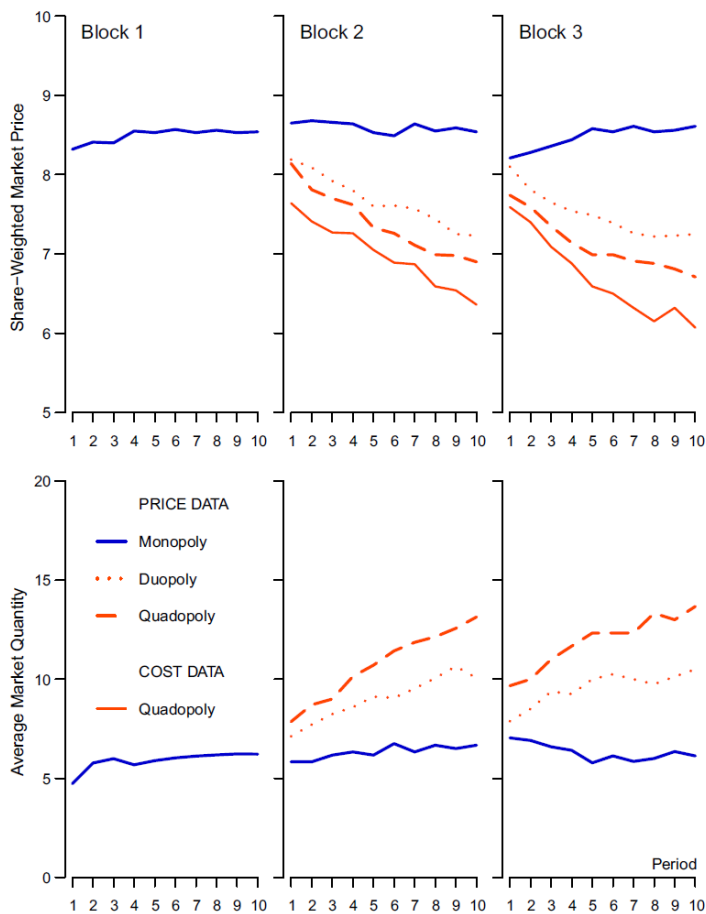 Block 1
Block 2
Block 3
Share−Weighted Market Price
10
9
8
7
6
5
1 2 3 4 5 6 7 8 9 10
1 2 3 4 5 6 7 8 9 10
1 2 3 4 5 6 7 8 9 10
Average Market Quantity
20
15
10
5
0
PRICE DATA
Monopoly
Duopoly
Quadopoly
COST DATA
Quadopoly
Period
1 2 3 4 5 6 7 8 9 10
1 2 3 4 5 6 7 8 9 10
1 2 3 4 5 6 7 8 9 10